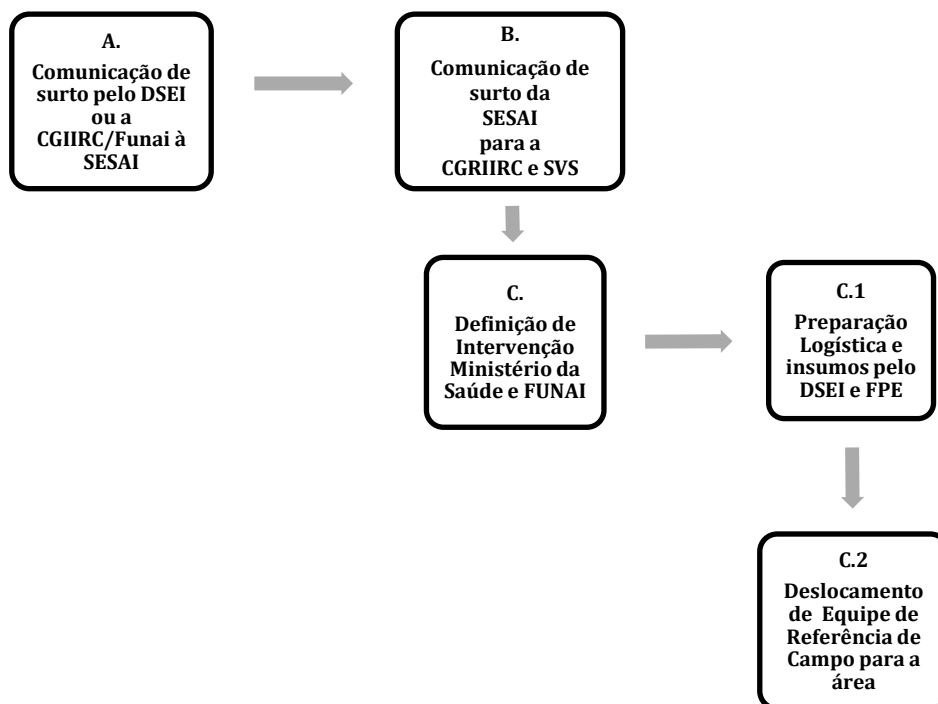 A.
Comunicação de
surto pelo DSEI
ou a
CGIIRC/Funai à
SESAI
B.
Comunicação de
surto da
SESAI
para a
CGRIIRC e SVS
C.
Definição de
Intervenção
Ministério da
Saúde e FUNAI
C.1
Preparação
Logística e
insumos pelo
DSEI e FPE
C.2
Deslocamento
de Equipe de
Referência de
Campo para a
área